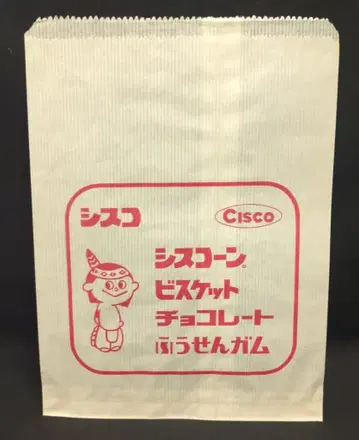 シスコ
CISCO
シスコーン®
ビスケット
チョコレート
ふうせんガム